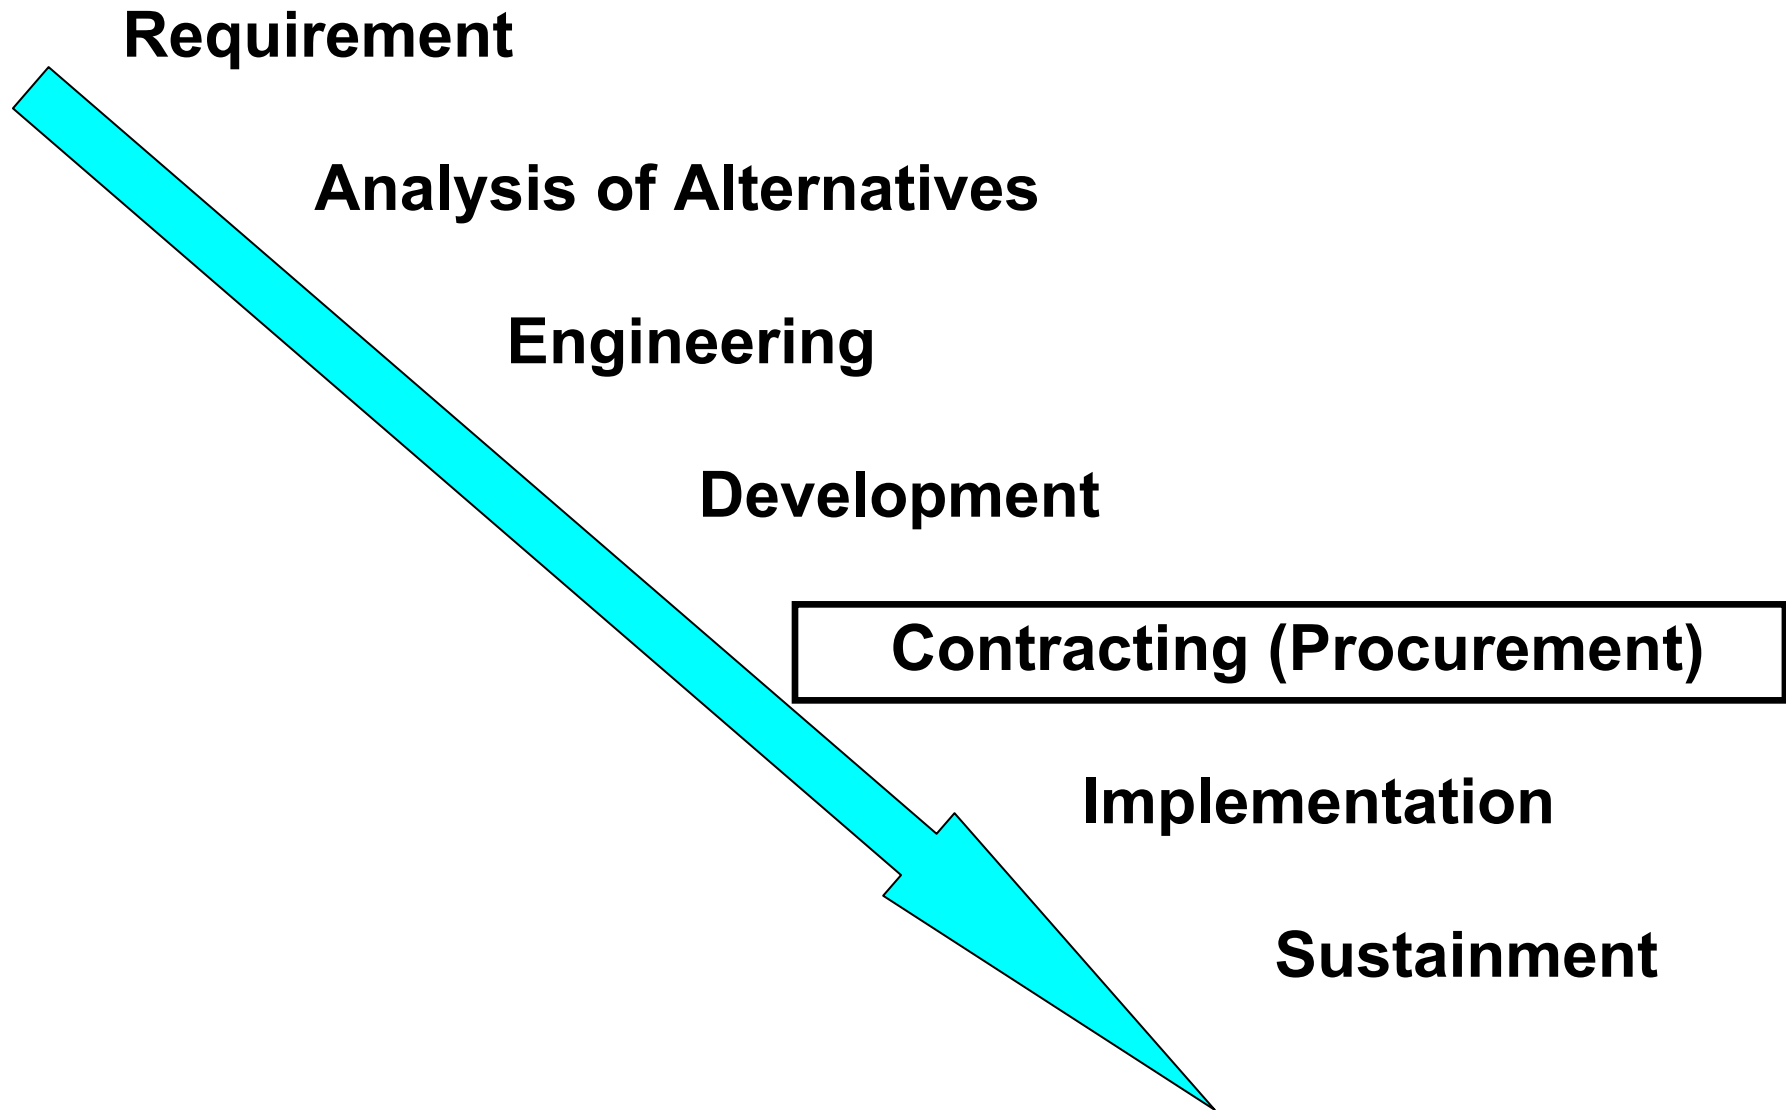 Requirement
Analysis of Alternatives
Engineering
Development
Contracting (Procurement)
Implementation
Sustainment